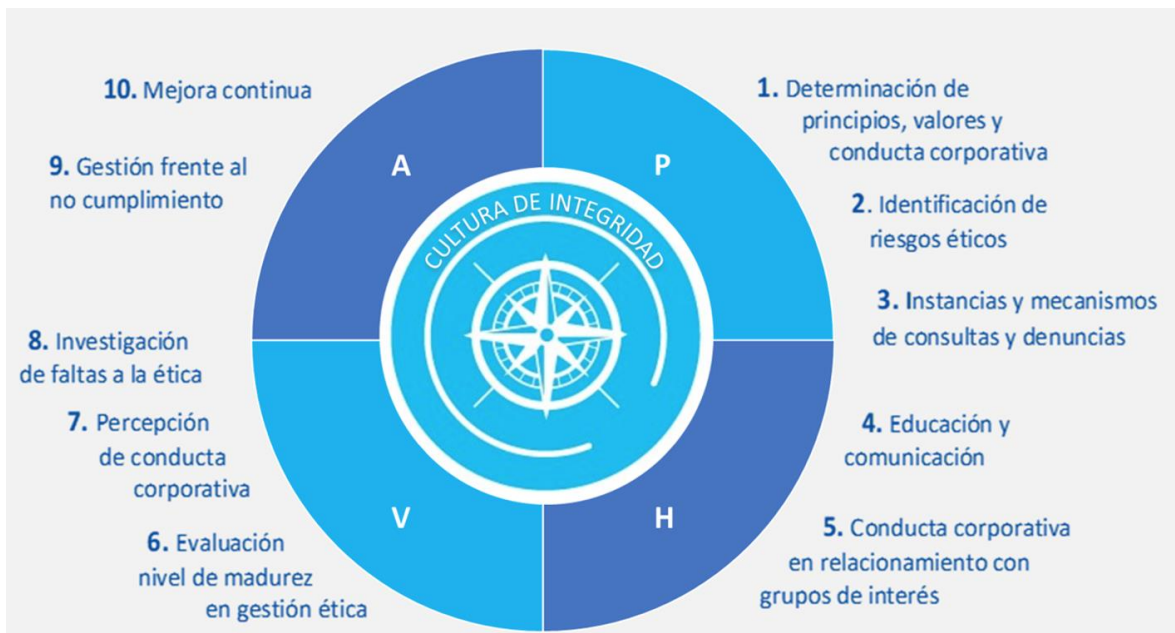 1. Determinación de
principios, valores y
conducta corporativa
2. Identificación de
riesgos éticos
3. Instancias y mecanismos
de consultas y denuncias
4. Educación y
comunicación
5. Conducta corporativa
en relacionamiento con
grupos de interés
6. Evaluación
nivel de madurez
en gestión ética
7. Percepción
de conducta
corporativa
8. Investigación
de faltas a la ética
9. Gestión frente al
no cumplimiento
10. Mejora continua
A
P
CULTURA DE INTEGRIDAD
V
H